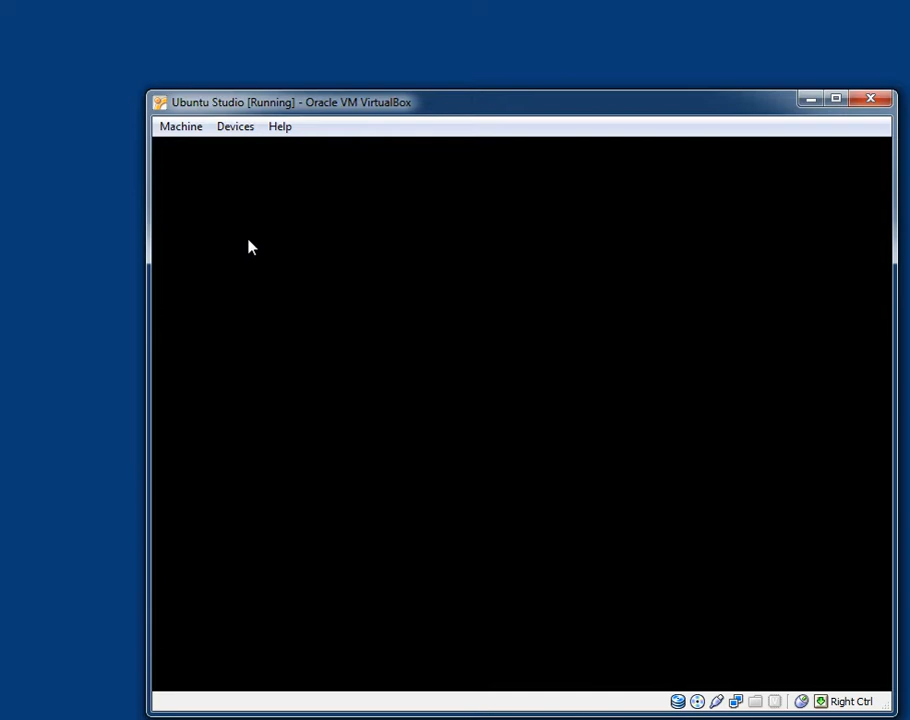 Ubuntu Studio [Running] - Oracle VM VirtualBox
Machine Devices Help
Right Ctrl